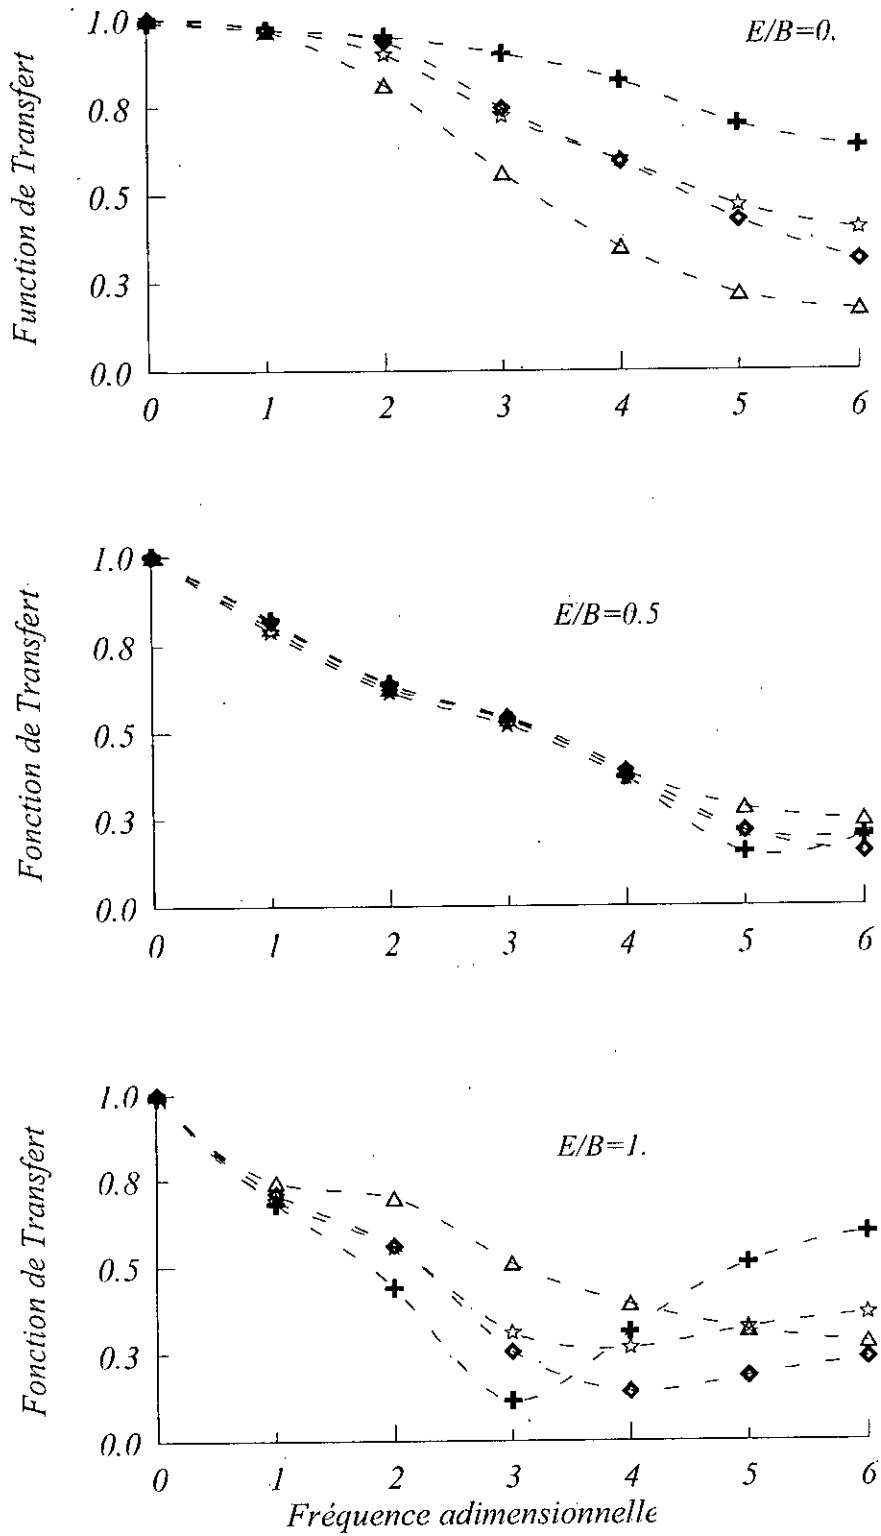 E/B=0.
Function de Transfert
1.0
0.8
0.5
0.3
0.0
0 1 2 3 4 5 6
E/B=0.5
Fonction de Transfert
1.0
0.8
0.5
0.3
0.0
0 1 2 3 4 5 6
E/B=1.
Fonction de Transfert
1.0
0.8
0.5
0.3
0.0
0 1 2 3 4 5 6
Fréquence adimensionnelle